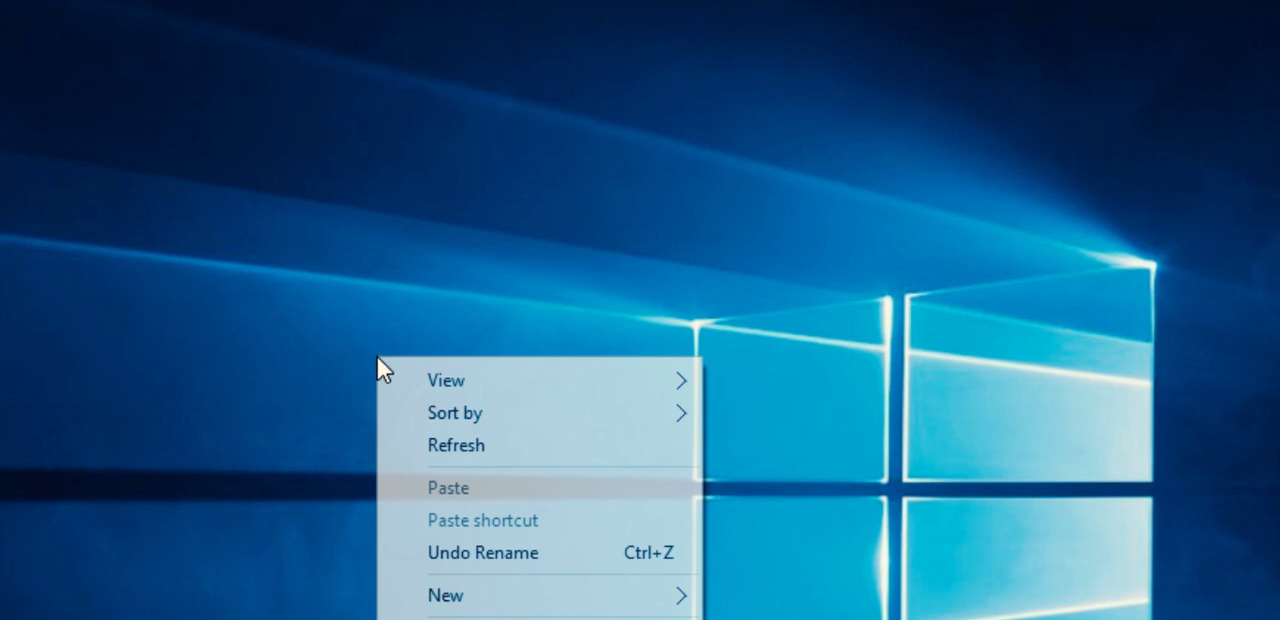 View
Sort by
Refresh
Paste
Paste shortcut
Undo Rename Ctrl+Z
New